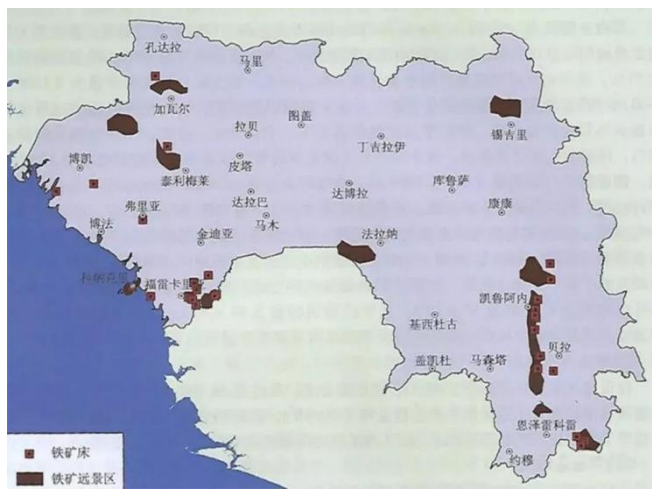 孔达拉
马里
加瓦尔
图盖
拉贝
丁吉拉伊
锡吉里
博凯
皮塔
泰利梅莱
达拉巴
达博拉
库鲁萨
弗里亚
马木
康康
博法
金迪亚
法拉纳
科纳克里
福雷卡里亚
凯鲁阿内
基西杜古
贝拉
盖凯杜
马森塔
恩泽雷科雷
约穆
铁矿床
铁矿远景区